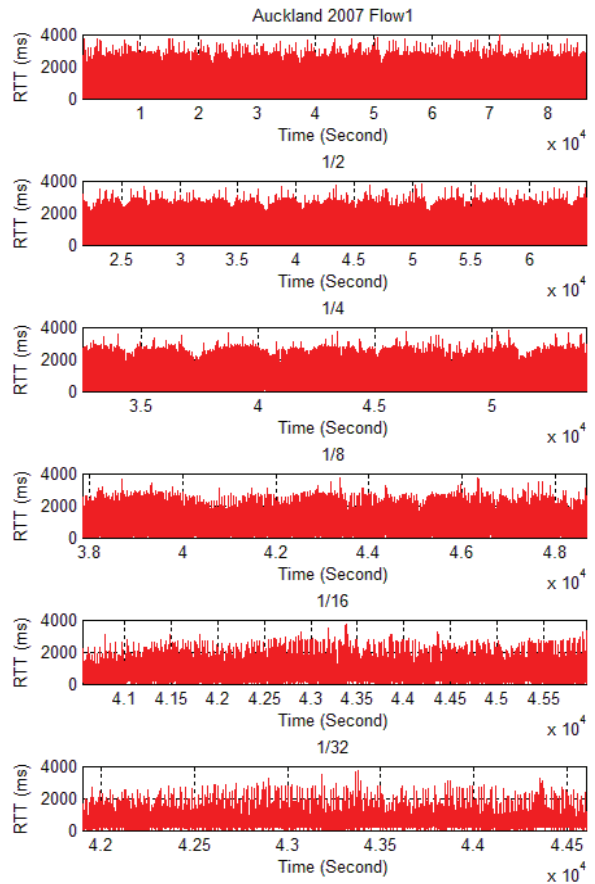 Auckland 2007 Flow1
RTT (ms)
4000
2000
0
1 2 3 4 5 6 7 8
Time (Second)
x 10^4
1/2
RTT (ms)
4000
2000
0
2.5 3 3.5 4 4.5 5 5.5 6
Time (Second)
x 10^4
1/4
RTT (ms)
4000
2000
0
3.5 40 4.5 5
Time (Second)
x 10^4
1/8
RTT (ms)
4000
2000
0
3.8 4 4.2 4.4 4.6 4.8
Time (Second)
x 10^4
1/16
RTT (ms)
4000
2000
0
4.1 4.15 4.2 4.25 4.3 4.35 4.4 4.45 4.5 4.55
Time (Second)
x 10^4
1/32
RTT (ms)
4000
2000
0
4.2 4.25 4.3 4.35 4.4 4.45
Time (Second)
x 10^4